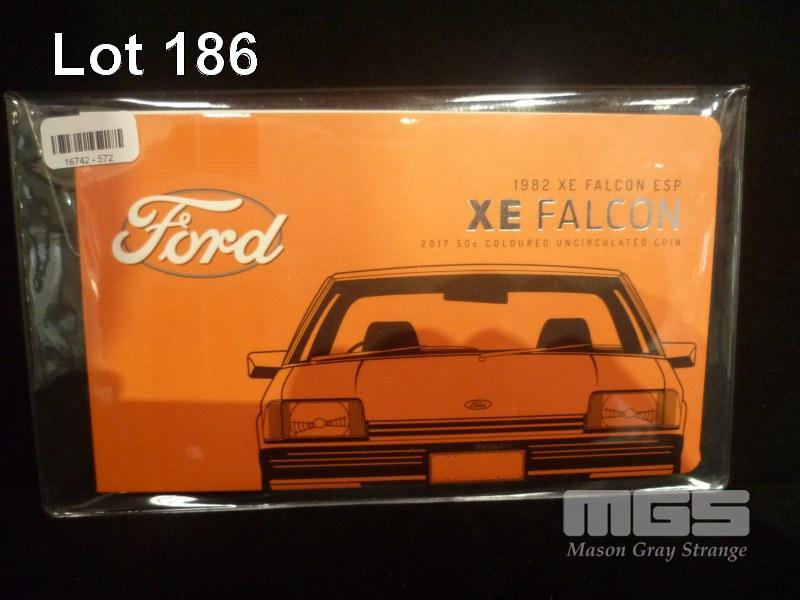 Lot 186
16742 - 572
Ford
1982 XE FALCON ESP
XE FALCON
2017 50c COLOURED UNCIRCULATED COIN
Ford
MGS
Mason Gray Strange